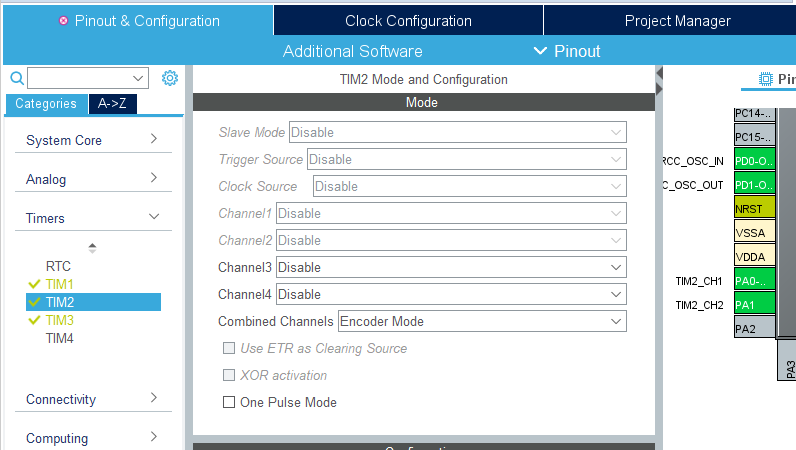 Pinout & Configuration
Clock Configuration
Project Manager
Additional Software
Pinout
Categories
A->Z
System Core
Analog
Timers
RTC
TIM1
TIM2
TIM3
TIM4
Connectivity
Computing
TIM2 Mode and Configuration
Mode
Slave Mode Disable
Trigger Source Disable
Clock Source Disable
Channel1 Disable
Channel2 Disable
Channel3 Disable
Channel4 Disable
Combined Channels Encoder Mode
Use ETR as Clearing Source
XOR activation
One Pulse Mode
Pin
PC14-..
PC15-..
RCC_OSC_IN PD0-O..
C_OSC_OUT PD1-O..
NRST
VSSA
VDDA
TIM2_CH1 PA0-..
TIM2_CH2 PA1
PA2
PA3